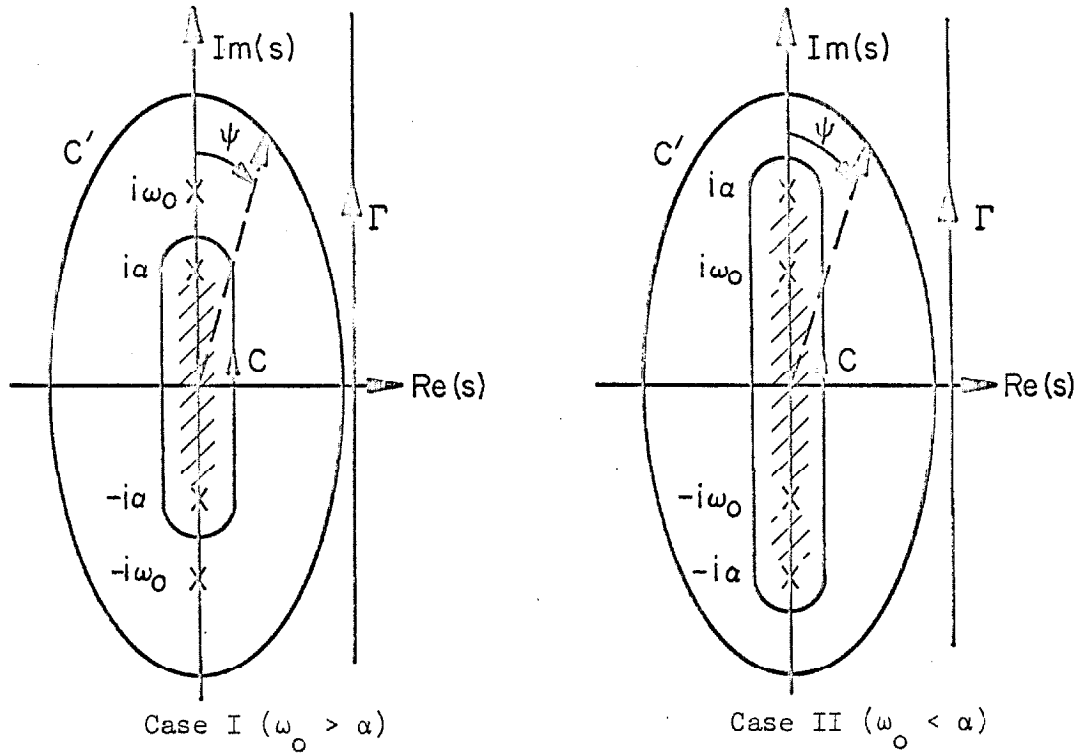 Im(s)
C'
ψ
iω₀
Γ
iα
C
Re(s)
-iα
-iω₀
Case I (ω₀ > α)
Im(s)
C'
ψ
iα
Γ
iω₀
C
Re(s)
-iω₀
-iα
Case II (ω₀ < α)